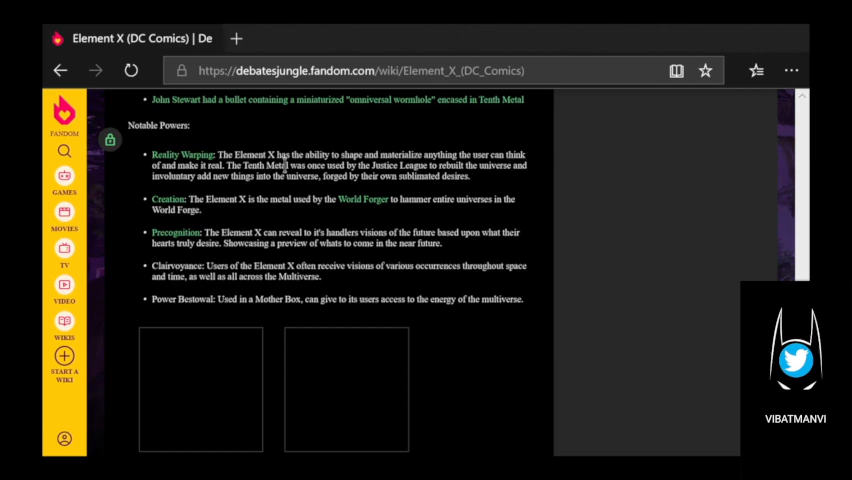 Element X (DC Comics) | De
https://debatesjungle.fandom.com/wiki/Element_X_(DC_Comics)
FANDOM
GAMES
MOVIES
TV
VIDEO
WIKIS
START A
WIKI
• John Stewart had a bullet containing a miniaturized "omniversal wormhole" encased in Tenth Metal
Notable Powers:
• Reality Warping: The Element X has the ability to shape and materialize anything the user can think
of and make it real. The Tenth Metal was once used by the Justice League to rebuilt the universe and
involuntary add new things into the universe, forged by their own sublimated desires.
• Creation: The Element X is the metal used by the World Forger to hammer entire universes in the
World Forge.
• Precognition: The Element X can reveal to it's handlers visions of the future based upon what their
hearts truly desire. Showcasing a preview of whats to come in the near future.
• Clairvoyance: Users of the Element X often receive visions of various occurrences throughout space
and time, as well as all across the Multiverse.
• Power Bestowal: Used in a Mother Box, can give to its users access to the energy of the multiverse.
VIBATMANVI